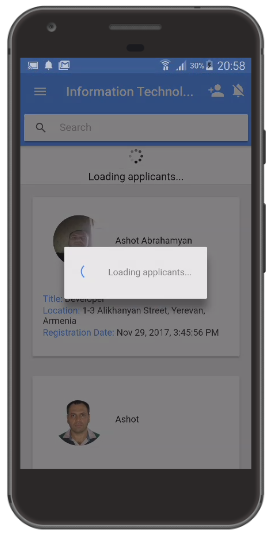 30% 20:58
Information Technol...
Search
Loading applicants...
Ashot Abrahamyan
Loading applicants...
Title: Developer
Location: 1-3 Alikhanyan Street, Yerevan,
Armenia
Registration Date: Nov 29, 2017, 3:45:56 PM
Ashot